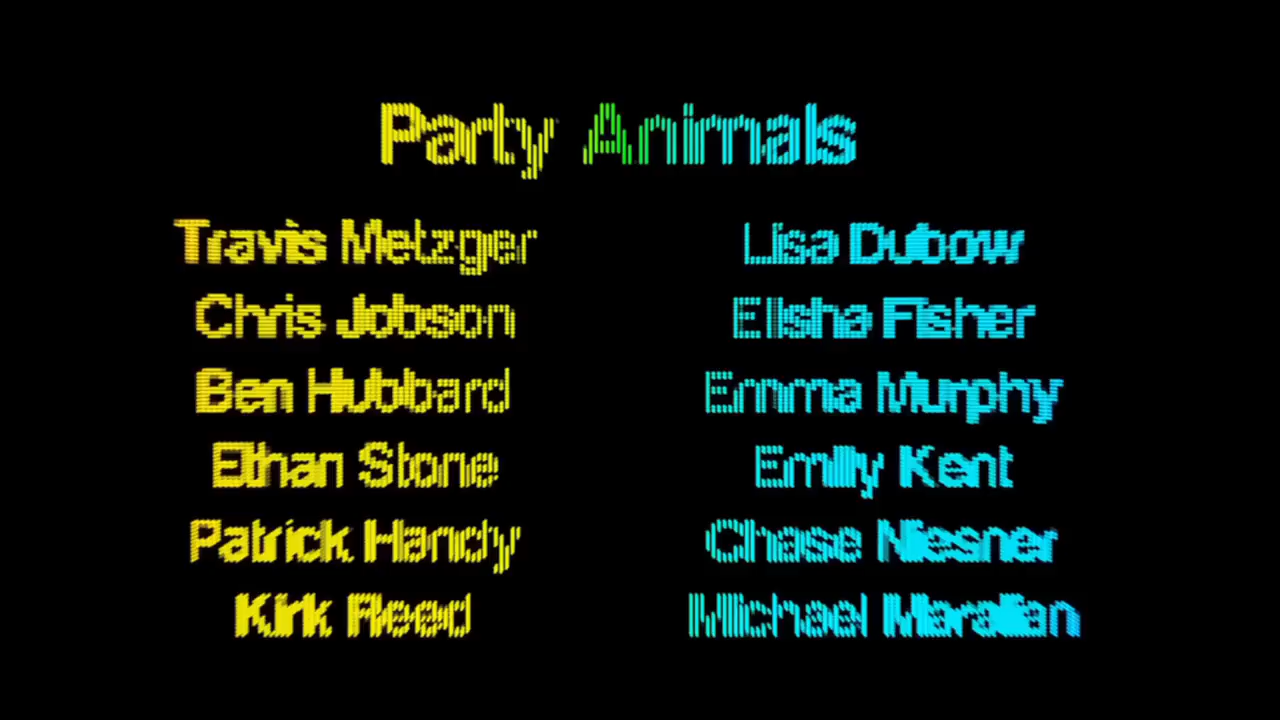 Party Animals
Travis Metzger
Chris Jobson
Ben Hubbard
Ethan Stone
Patrick Handy
Kirk Reed
Lisa Dubow
Elisha Fisher
Emma Murphy
Emily Kent
Chase Niesner
Michael